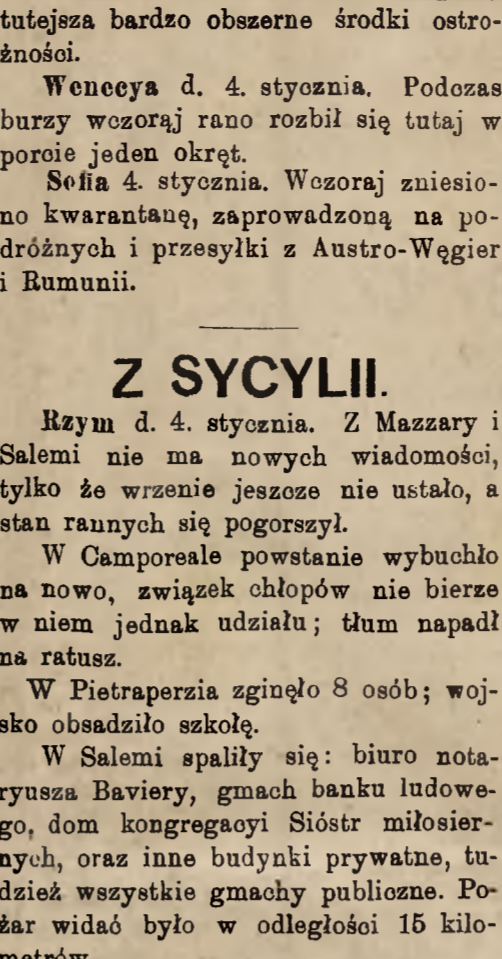 tutejsza bardzo obszerne środki ostro-
żności.
Wenecya d. 4. stycznia. Podczas
burzy wczorąj rano rozbił się tutaj w
porcie jeden okręt.
Sofia 4. stycznia. Wczoraj zniesio-
no kwarantanę, zaprowadzoną na po-
dróżnych i przesyłki z Austro-Węgier
i Rumunii.
Z SYCYLII.
Rzym d. 4. stycznia. Z Mazzary i
Salemi nie ma nowych wiadomości,
tylko że wrzenie jeszcze nie ustało, a
stan rannych się pogorszył.
W Camporeale powstanie wybuchło
na nowo, związek chłopów nie bierze
w niem jednak udziału; tłum napadł
na ratusz.
W Pietraperzia zginęło 8 osób; woj-
sko obsadziło szkołę.
W Salemi spaliły się: biuro nota-
ryusza Baviery, gmach banku ludowe-
go, dom kongregacyi Sióstr miłosier-
nych, oraz inne budynki prywatne, tu-
dzież wszystkie gmachy publiczne. Po-
żar widać było w odległości 15 kilo-
metrów